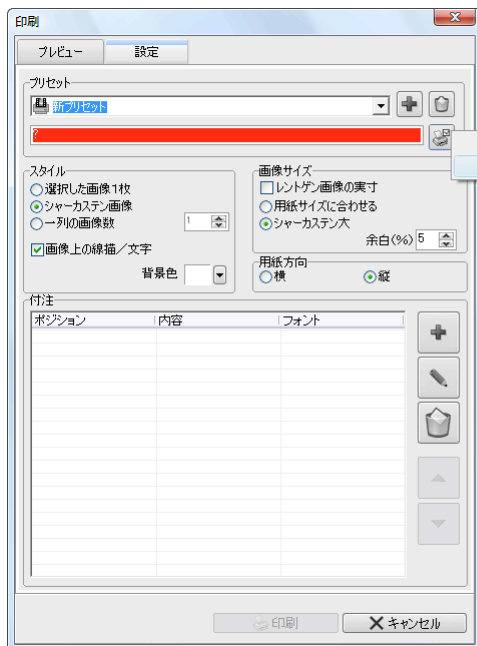 印刷
プレビュー 設定
プリセット
新プリセット
?
スタイル
選択した画像1枚
シャーカステン画像
一列の画像数 1
画像上の線描／文字
背景色
画像サイズ
レントゲン画像の実寸
用紙サイズに合わせる
シャーカステン大
余白(%) 5
用紙方向
横 縦
付注
ポジション 内容 フォント
印刷 キャンセル